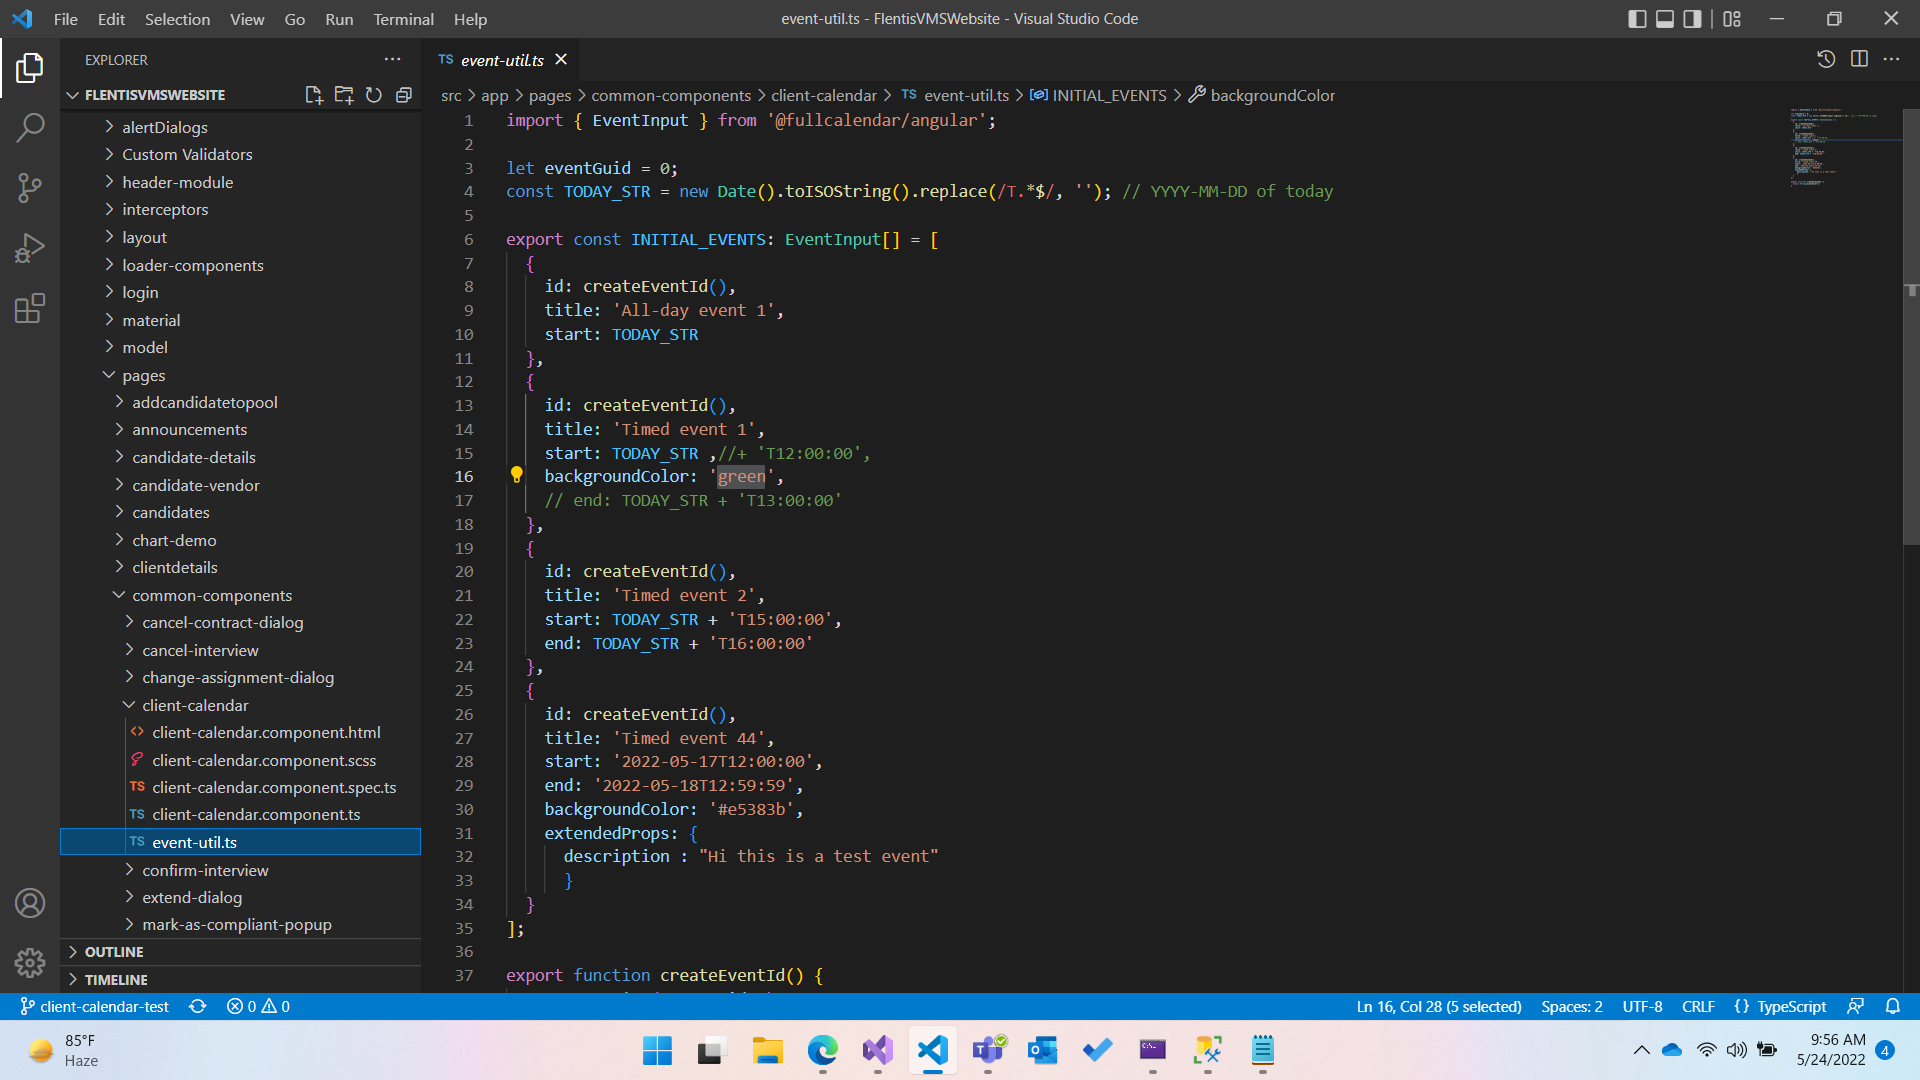 File Edit Selection View Go Run Terminal Help
event-util.ts - FlentisVMSWebsite - Visual Studio Code
EXPLORER
FLENTISVMSWEBSITE
alertDialogs
Custom Validators
header-module
interceptors
layout
loader-components
login
material
model
pages
addcandidatetopool
announcements
candidate-details
candidate-vendor
candidates
chart-demo
clientdetails
common-components
cancel-contract-dialog
cancel-interview
change-assignment-dialog
client-calendar
client-calendar.component.html
client-calendar.component.scss
TS client-calendar.component.spec.ts
TS client-calendar.component.ts
TS event-util.ts
confirm-interview
extend-dialog
mark-as-compliant-popup
OUTLINE
TIMELINE
TS event-util.ts
src > app > pages > common-components > client-calendar > TS event-util.ts > INITIAL_EVENTS > backgroundColor
1 import { EventInput } from '@fullcalendar/angular';
2
3 let eventGuid = 0;
4 const TODAY_STR = new Date().toISOString().replace(/T.*$/, ''); // YYYY-MM-DD of today
5
6 export const INITIAL_EVENTS: EventInput[] = [
7 {
8 id: createEventId(),
9 title: 'All-day event 1',
10 start: TODAY_STR
11 },
12 {
13 id: createEventId(),
14 title: 'Timed event 1',
15 start: TODAY_STR ,//+ 'T12:00:00',
16 backgroundColor: 'green',
17 // end: TODAY_STR + 'T13:00:00'
18 },
19 {
20 id: createEventId(),
21 title: 'Timed event 2',
22 start: TODAY_STR + 'T15:00:00',
23 end: TODAY_STR + 'T16:00:00'
24 },
25 {
26 id: createEventId(),
27 title: 'Timed event 44',
28 start: '2022-05-17T12:00:00',
29 end: '2022-05-18T12:59:59',
30 backgroundColor: '#e5383b',
31 extendedProps: {
32 description : "Hi this is a test event"
33 }
34 }
35 ];
36
37 export function createEventId() {
client-calendar-test 0 0
Ln 16, Col 28 (5 selected) Spaces: 2 UTF-8 CRLF {} TypeScript
85°F
Haze
9:56 AM
5/24/2022
4